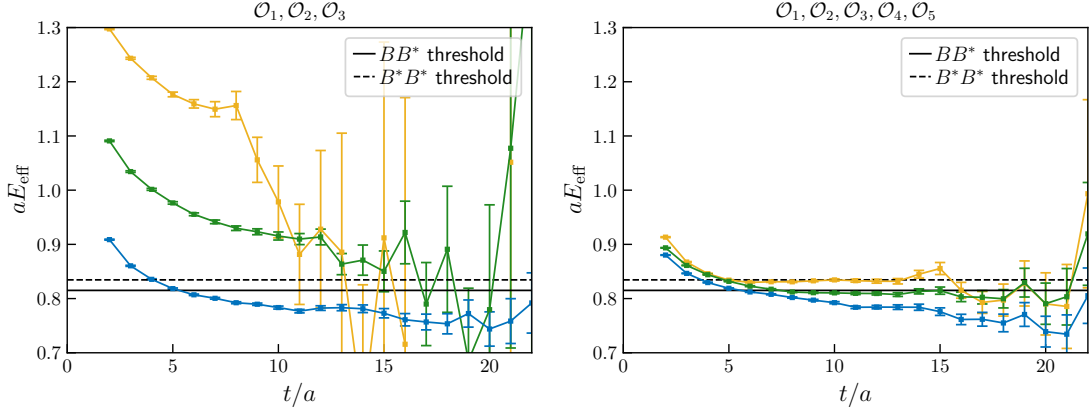 𝒪₁, 𝒪₂, 𝒪₃
BB* threshold
B*B* threshold
aE_eff
1.3
1.2
1.1
1.0
0.9
0.8
0.7
0 5 10 15 20
t/a
𝒪₁, 𝒪₂, 𝒪₃, 𝒪₄, 𝒪₅
BB* threshold
B*B* threshold
aE_eff
1.3
1.2
1.1
1.0
0.9
0.8
0.7
0 5 10 15 20
t/a